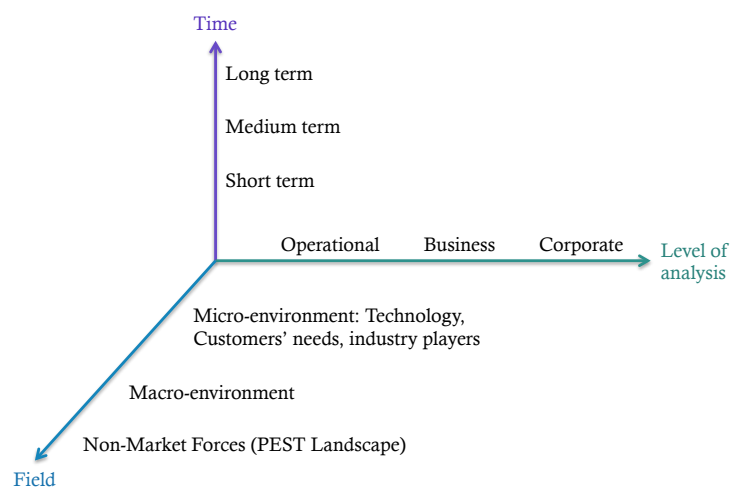 Time
Long term
Medium term
Short term
Operational Business Corporate
Level of
analysis
Micro-environment: Technology,
Customers’ needs, industry players
Macro-environment
Non-Market Forces (PEST Landscape)
Field